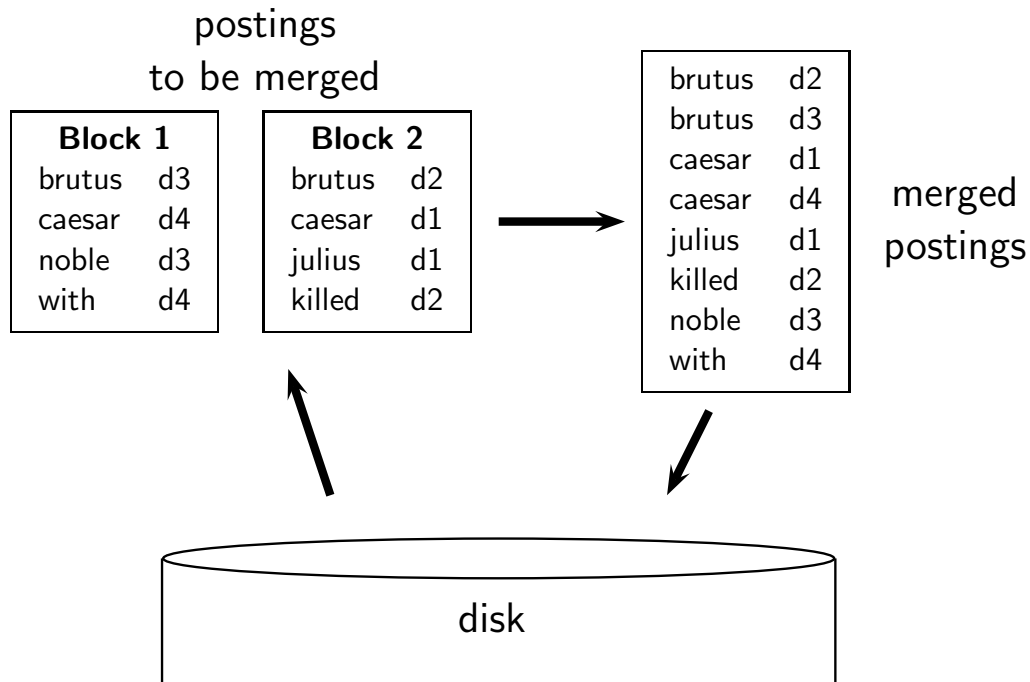 postings
to be merged
Block 1
brutus d3
caesar d4
noble d3
with d4
Block 2
brutus d2
caesar d1
julius d1
killed d2
brutus d2
brutus d3
caesar d1
caesar d4
julius d1
killed d2
noble d3
with d4
merged
postings
disk